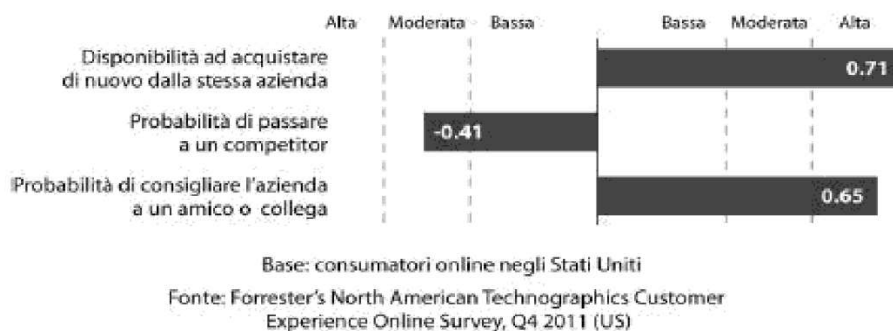 Alta Moderata Bassa Bassa Moderata Alta
Disponibilità ad acquistare
di nuovo dalla stessa azienda
0.71
Probabilità di passare
a un competitor
-0.41
Probabilità di consigliare l'azienda
a un amico o collega
0.65
Base: consumatori online negli Stati Uniti
Fonte: Forrester's North American Technographics Customer
Experience Online Survey, Q4 2011 (US)